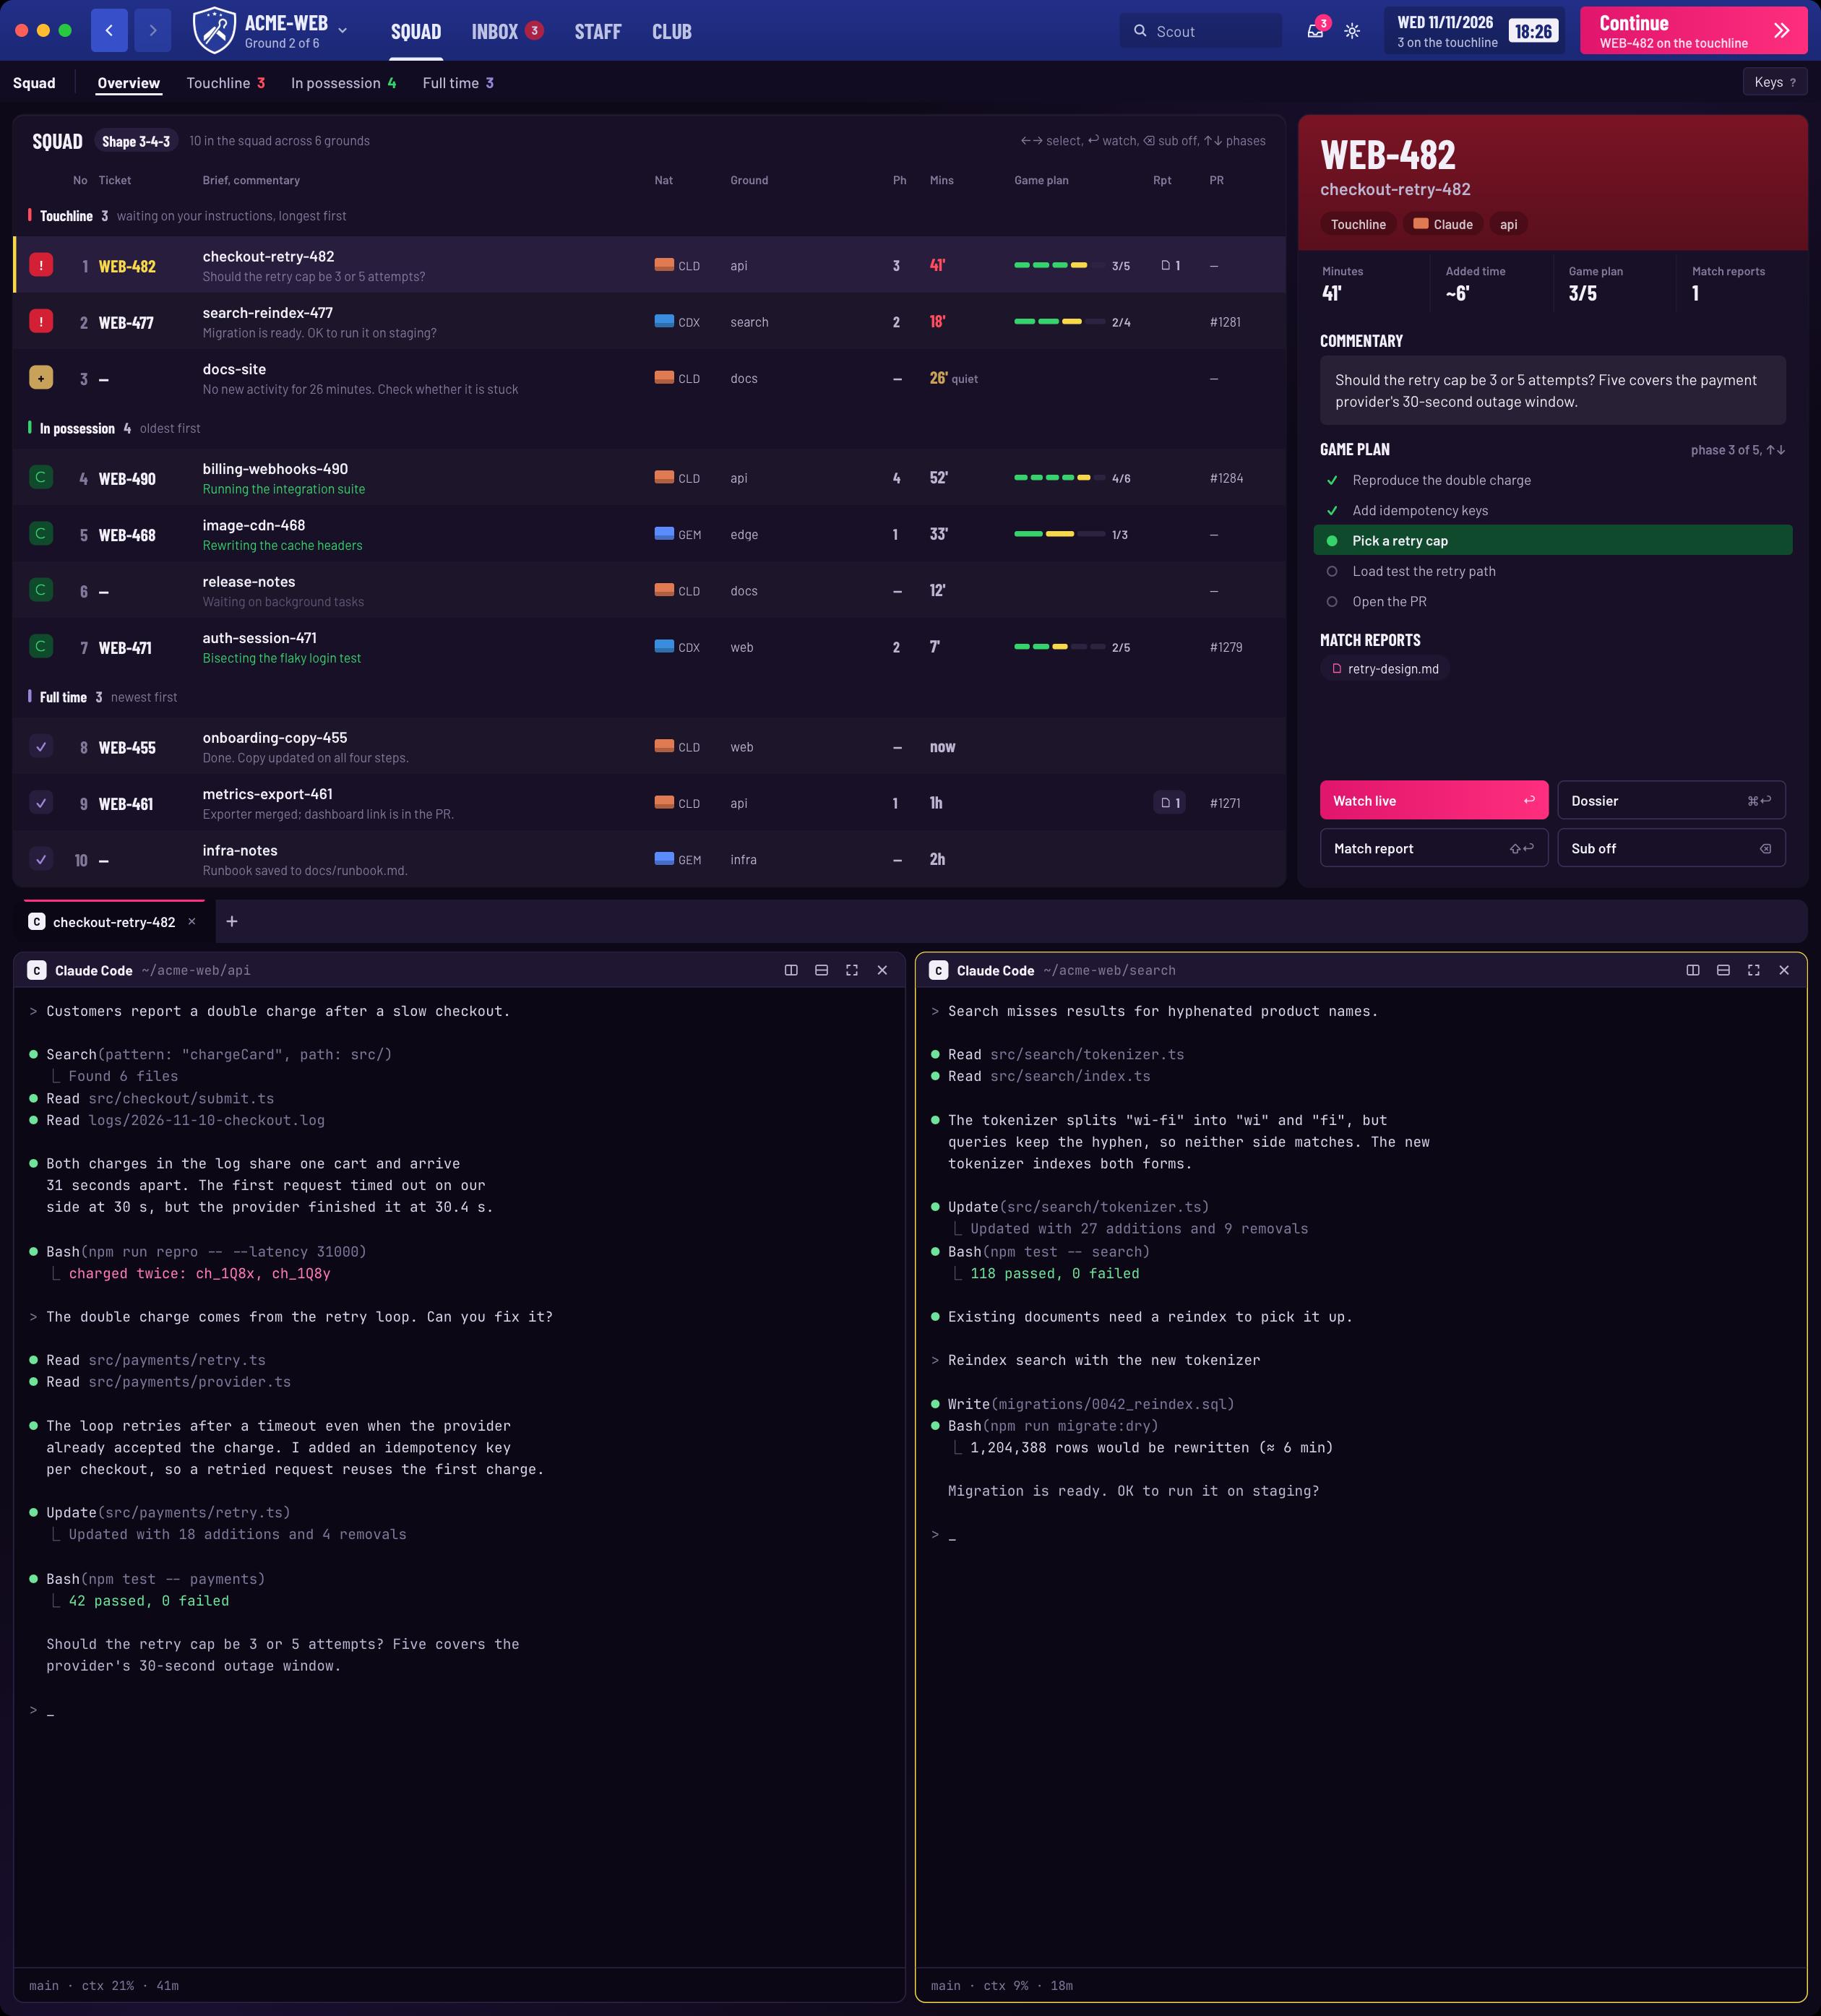 ACME-WEB
Ground 2 of 6
SQUAD
INBOX 3
STAFF
CLUB
Scout
3
WED 11/11/2026
3 on the touchline
18:26
Continue
WEB-482 on the touchline
Squad
Overview
Touchline 3
In possession 4
Full time 3
Keys ?
SQUAD Shape 3-4-3 10 in the squad across 6 grounds
←→ select, ↩ watch, ⌫ sub off, ↑↓ phases
No Ticket Brief, commentary Nat Ground Ph Mins Game plan Rpt PR
Touchline 3 waiting on your instructions, longest first
! 1 WEB-482 checkout-retry-482 CLD api 3 41' 3/5 1 –
Should the retry cap be 3 or 5 attempts?
! 2 WEB-477 search-reindex-477 CDX search 2 18' 2/4 #1281
Migration is ready. OK to run it on staging?
+ 3 – docs-site CLD docs – 26' quiet –
No new activity for 26 minutes. Check whether it is stuck
In possession 4 oldest first
4 WEB-490 billing-webhooks-490 CLD api 4 52' 4/6 #1284
Running the integration suite
5 WEB-468 image-cdn-468 GEM edge 1 33' 1/3 –
Rewriting the cache headers
6 – release-notes CLD docs – 12' –
Waiting on background tasks
7 WEB-471 auth-session-471 CDX web 2 7' 2/5 #1279
Bisecting the flaky login test
Full time 3 newest first
8 WEB-455 onboarding-copy-455 CLD web – now
Done. Copy updated on all four steps.
9 WEB-461 metrics-export-461 CLD api 1 1h 1 #1271
Exporter merged; dashboard link is in the PR.
10 – infra-notes GEM infra – 2h
Runbook saved to docs/runbook.md.
WEB-482
checkout-retry-482
Touchline Claude api
Minutes Added time Game plan Match reports
41' ~6' 3/5 1
COMMENTARY
Should the retry cap be 3 or 5 attempts? Five covers the payment
provider's 30-second outage window.
GAME PLAN phase 3 of 5, ↑↓
Reproduce the double charge
Add idempotency keys
Pick a retry cap
Load test the retry path
Open the PR
MATCH REPORTS
retry-design.md
Watch live ↩
Dossier ⌘↩
Match report ⇧↩
Sub off ⌫
C checkout-retry-482 × +
C Claude Code ~/acme-web/api
> Customers report a double charge after a slow checkout.
● Search(pattern: "chargeCard", path: src/)
⎿ Found 6 files
● Read src/checkout/submit.ts
● Read logs/2026-11-10-checkout.log
● Both charges in the log share one cart and arrive
31 seconds apart. The first request timed out on our
side at 30 s, but the provider finished it at 30.4 s.
● Bash(npm run repro -- --latency 31000)
⎿ charged twice: ch_1Q8x, ch_1Q8y
> The double charge comes from the retry loop. Can you fix it?
● Read src/payments/retry.ts
● Read src/payments/provider.ts
● The loop retries after a timeout even when the provider
already accepted the charge. I added an idempotency key
per checkout, so a retried request reuses the first charge.
● Update(src/payments/retry.ts)
⎿ Updated with 18 additions and 4 removals
● Bash(npm test -- payments)
⎿ 42 passed, 0 failed
Should the retry cap be 3 or 5 attempts? Five covers the
provider's 30-second outage window.
> _
main · ctx 21% · 41m
C Claude Code ~/acme-web/search
> Search misses results for hyphenated product names.
● Read src/search/tokenizer.ts
● Read src/search/index.ts
● The tokenizer splits "wi-fi" into "wi" and "fi", but
queries keep the hyphen, so neither side matches. The new
tokenizer indexes both forms.
● Update(src/search/tokenizer.ts)
⎿ Updated with 27 additions and 9 removals
● Bash(npm test -- search)
⎿ 118 passed, 0 failed
● Existing documents need a reindex to pick it up.
> Reindex search with the new tokenizer
● Write(migrations/0042_reindex.sql)
● Bash(npm run migrate:dry)
⎿ 1,204,388 rows would be rewritten (≈ 6 min)
Migration is ready. OK to run it on staging?
> _
main · ctx 9% · 18m